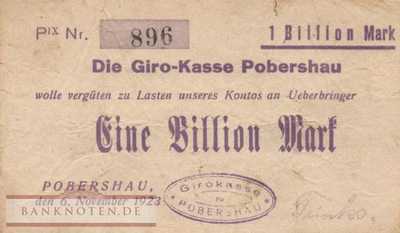 PIX Nr. 896 1 Billion Mark
Die Giro-Kasse Pobershau
wolle vergüten zu Lasten unseres Kontos an Ueberbringer
Eine Billion Mark
POBERSHAU,
den 6. November 1923
Girokasse
POBERSHAU
BANKNOTEN.DE